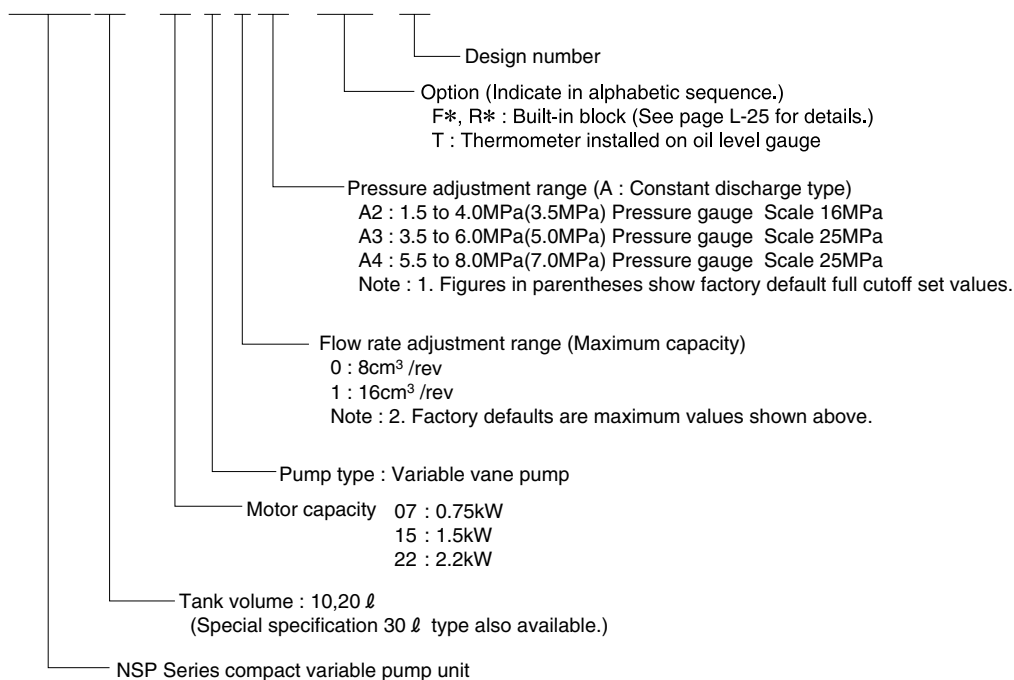 Design number
Option (Indicate in alphabetic sequence.)
F*, R* : Built-in block (See page L-25 for details.)
T : Thermometer installed on oil level gauge
Pressure adjustment range (A : Constant discharge type)
A2 : 1.5 to 4.0MPa(3.5MPa) Pressure gauge Scale 16MPa
A3 : 3.5 to 6.0MPa(5.0MPa) Pressure gauge Scale 25MPa
A4 : 5.5 to 8.0MPa(7.0MPa) Pressure gauge Scale 25MPa
Note : 1. Figures in parentheses show factory default full cutoff set values.
Flow rate adjustment range (Maximum capacity)
0 : 8cm³ /rev
1 : 16cm³ /rev
Note : 2. Factory defaults are maximum values shown above.
Pump type : Variable vane pump
Motor capacity 07 : 0.75kW
15 : 1.5kW
22 : 2.2kW
Tank volume : 10,20 ℓ
(Special specification 30 ℓ type also available.)
NSP Series compact variable pump unit